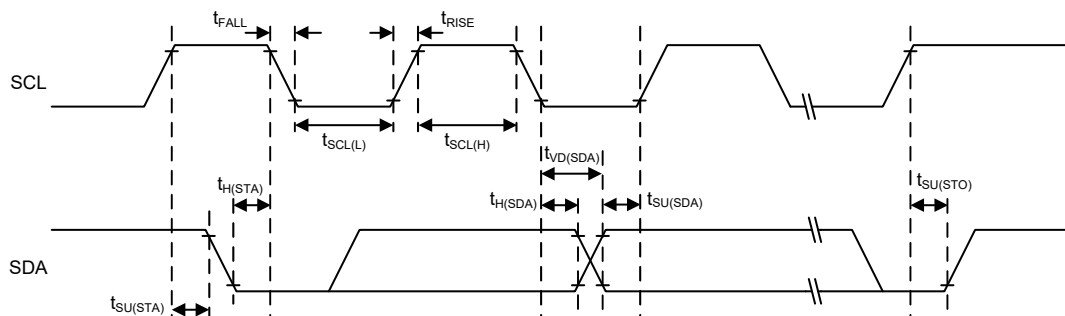 tFALL
tRISE
SCL
tSCL(L)
tSCL(H)
tVD(SDA)
tH(STA)
tH(SDA)
tSU(SDA)
tSU(STO)
SDA
tSU(STA)